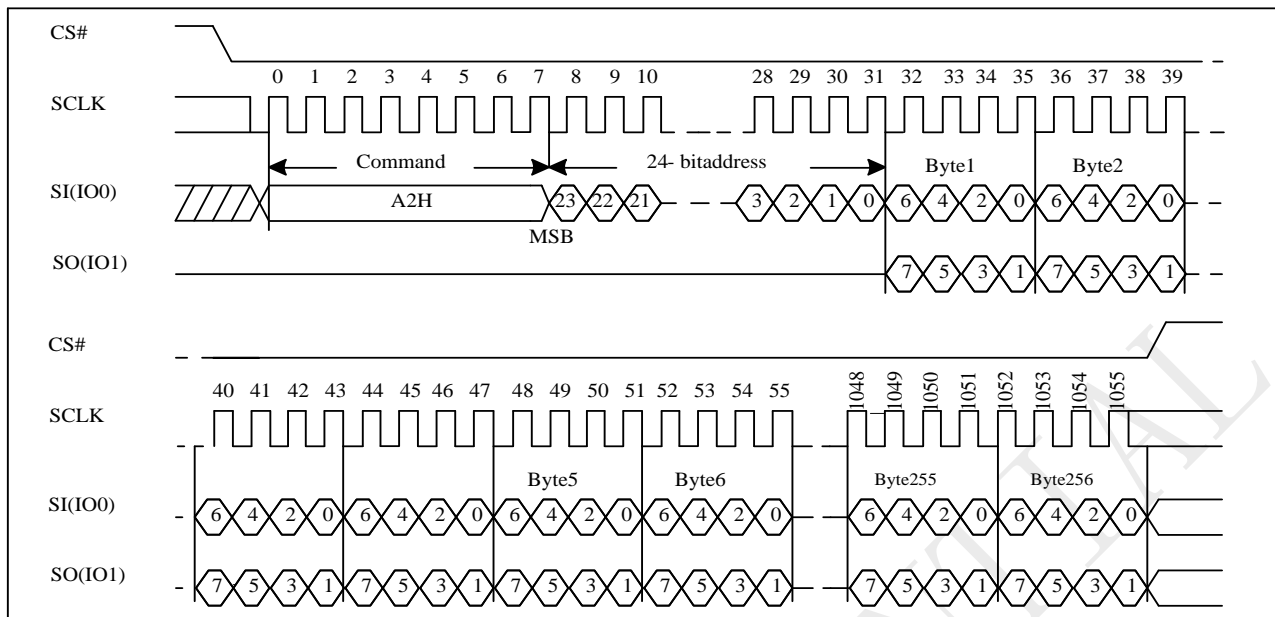 CS#
0 1 2 3 4 5 6 7 8 9 10 28 29 30 31 32 33 34 35 36 37 38 39
SCLK
Command 24- bitaddress Byte1 Byte2
SI(IO0) A2H 23 22 21 3 2 1 0 6 4 2 0 6 4 2 0
MSB
SO(IO1) 7 5 3 1 7 5 3 1
CS#
40 41 42 43 44 45 46 47 48 49 50 51 52 53 54 55 1048 1049 1050 1051 1052 1053 1054 1055
SCLK
Byte5 Byte6 Byte255 Byte256
SI(IO0) 6 4 2 0 6 4 2 0 6 4 2 0 6 4 2 0 6 4 2 0 6 4 2 0
SO(IO1) 7 5 3 1 7 5 3 1 7 5 3 1 7 5 3 1 7 5 3 1 7 5 3 1